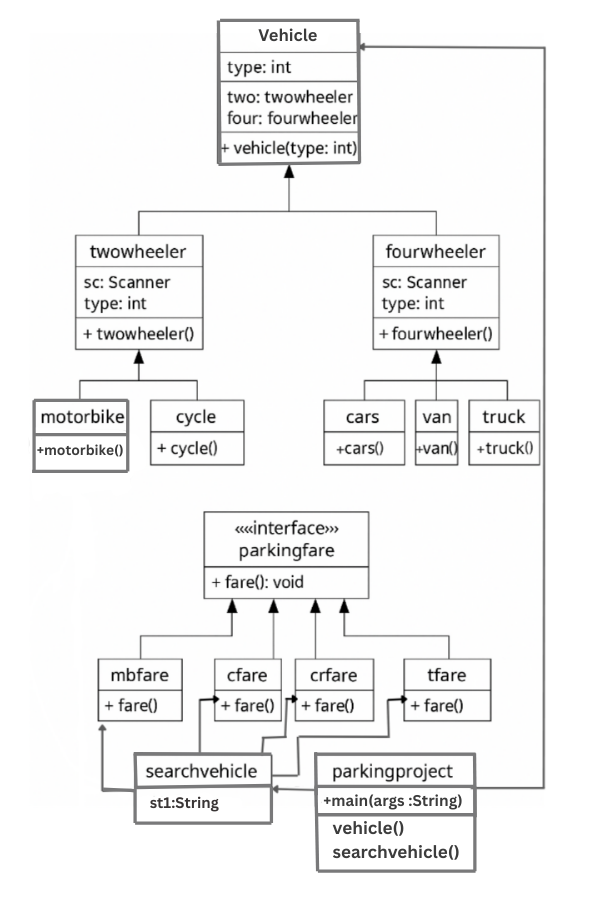 Vehicle
type: int
two: twowheeler
four: fourwheeler
+ vehicle(type: int)
twowheeler
sc: Scanner
type: int
+ twowheeler()
fourwheeler
sc: Scanner
type: int
+ fourwheeler()
motorbike
+motorbike()
cycle
+ cycle()
cars
+cars()
van
+van()
truck
+truck()
««interface»»
parkingfare
+ fare(): void
mbfare
+ fare()
cfare
+ fare()
crfare
+ fare()
tfare
+ fare()
searchvehicle
st1:String
parkingproject
+main(args :String)
vehicle()
searchvehicle()